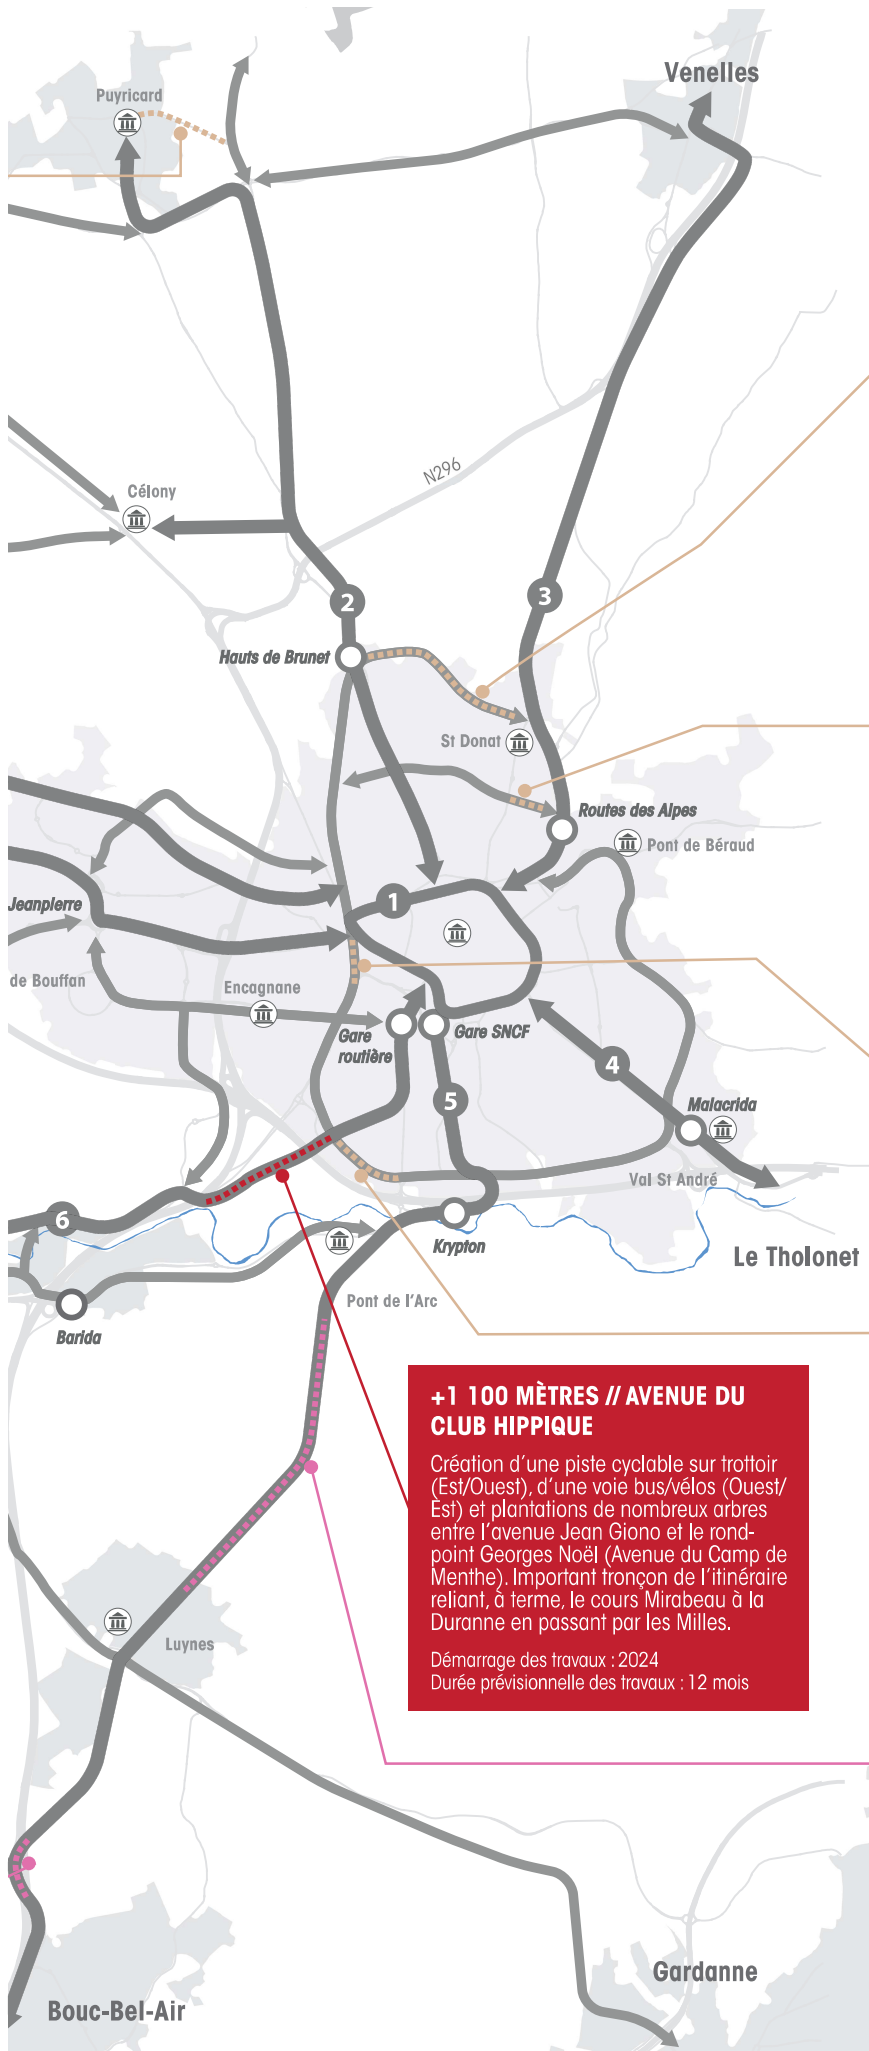 Venelles
Puyricard
N296
Célony
2
3
Hauts de Brunet
St Donat
Routes des Alpes
Pont de Béraud
Jeanpierre
1
de Bouffan
Encagnane
Gare
routière
Gare SNCF
4
5
Malacrida
Val St André
6
Krypton
Le Tholonet
Pont de l'Arc
Barida
+1 100 MÈTRES // AVENUE DU
CLUB HIPPIQUE
Création d'une piste cyclable sur trottoir
(Est/Ouest), d'une voie bus/vélos (Ouest/
Est) et plantations de nombreux arbres
entre l'avenue Jean Giono et le rond-
point Georges Noël (Avenue du Camp de
Menthe). Important tronçon de l'itinéraire
reliant, à terme, le cours Mirabeau à la
Duranne en passant par les Milles.
Démarrage des travaux : 2024
Durée prévisionnelle des travaux : 12 mois
Luynes
Gardanne
Bouc-Bel-Air